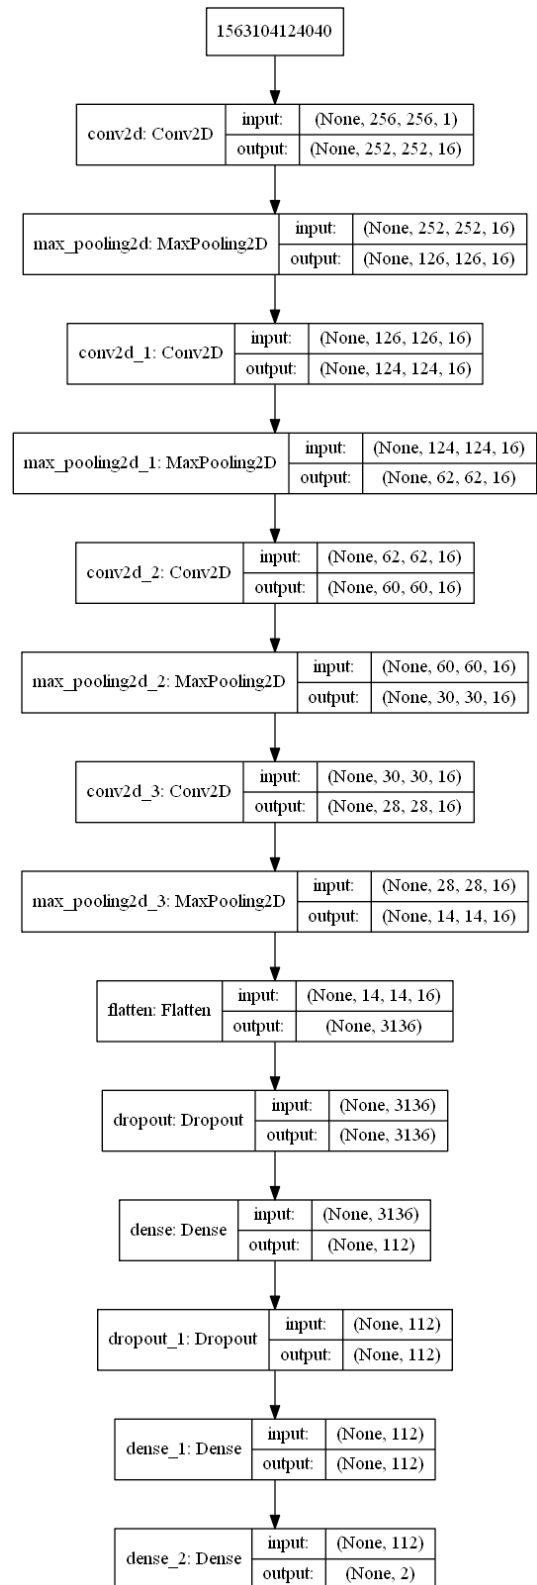 1563104124040
conv2d: Conv2D input: (None, 256, 256, 1)
output: (None, 252, 252, 16)
max_pooling2d: MaxPooling2D input: (None, 252, 252, 16)
output: (None, 126, 126, 16)
conv2d_1: Conv2D input: (None, 126, 126, 16)
output: (None, 124, 124, 16)
max_pooling2d_1: MaxPooling2D input: (None, 124, 124, 16)
output: (None, 62, 62, 16)
conv2d_2: Conv2D input: (None, 62, 62, 16)
output: (None, 60, 60, 16)
max_pooling2d_2: MaxPooling2D input: (None, 60, 60, 16)
output: (None, 30, 30, 16)
conv2d_3: Conv2D input: (None, 30, 30, 16)
output: (None, 28, 28, 16)
max_pooling2d_3: MaxPooling2D input: (None, 28, 28, 16)
output: (None, 14, 14, 16)
flatten: Flatten input: (None, 14, 14, 16)
output: (None, 3136)
dropout: Dropout input: (None, 3136)
output: (None, 3136)
dense: Dense input: (None, 3136)
output: (None, 112)
dropout_1: Dropout input: (None, 112)
output: (None, 112)
dense_1: Dense input: (None, 112)
output: (None, 112)
dense_2: Dense input: (None, 112)
output: (None, 2)